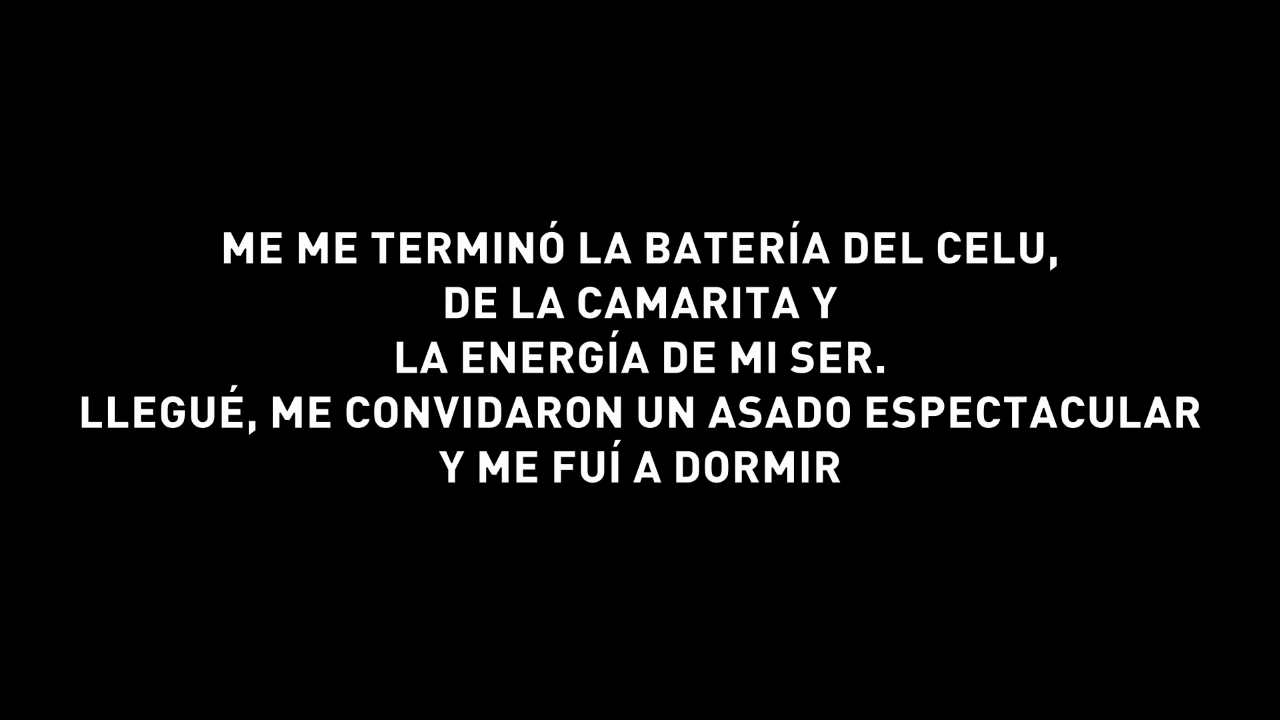 ME ME TERMINÓ LA BATERÍA DEL CELU,
DE LA CAMARITA Y
LA ENERGÍA DE MI SER.
LLEGUÉ, ME CONVIDARON UN ASADO ESPECTACULAR
Y ME FUÍ A DORMIR